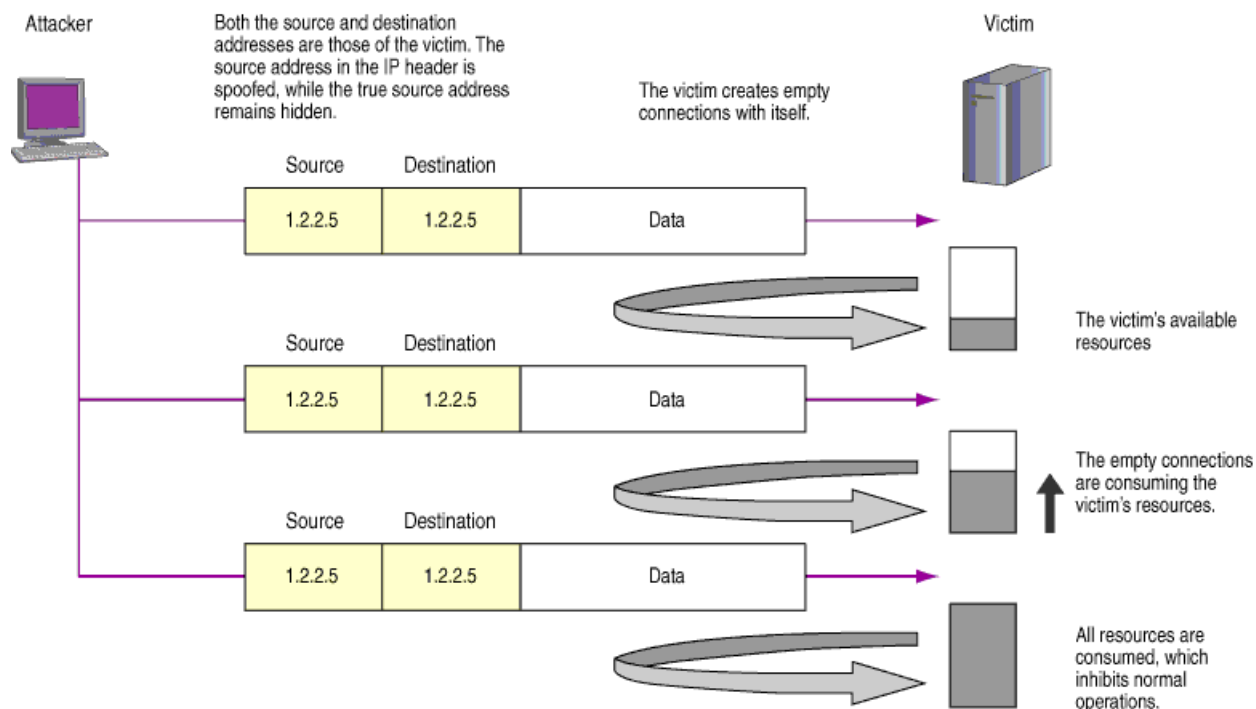 Attacker
Both the source and destination
addresses are those of the victim. The
source address in the IP header is
spoofed, while the true source address
remains hidden.
The victim creates empty
connections with itself.
Victim
Source Destination
1.2.2.5 1.2.2.5 Data
The victim's available
resources
Source Destination
1.2.2.5 1.2.2.5 Data
The empty connections
are consuming the
victim's resources.
Source Destination
1.2.2.5 1.2.2.5 Data
All resources are
consumed, which
inhibits normal
operations.